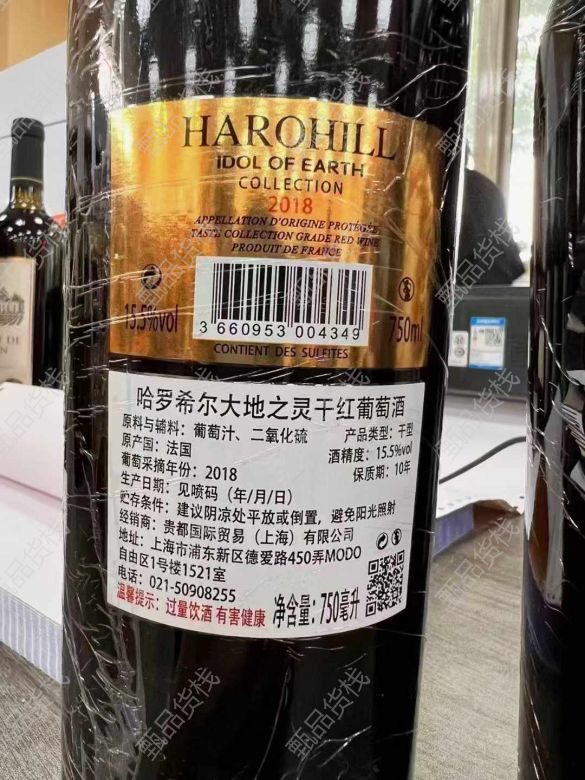 HAROHILL
IDOL OF EARTH
COLLECTION
2018
APPELLATION D'ORIGINE PROTÉGÉE
TASTE COLLECTION GRADE RED WINE
PRODUIT DE FRANCE
15.5%vol
3 660953 004349
750ml
CONTIENT DES SULFITES
哈罗希尔大地之灵干红葡萄酒
原料与辅料：葡萄汁、二氧化硫 产品类型：干型
原产国：法国 酒精度：15.5%vol
葡萄采摘年份：2018 保质期：10年
生产日期：见喷码（年/月/日）
贮存条件：建议阴凉处平放或倒置，避免阳光照射
经销商：贵都国际贸易（上海）有限公司
地址：上海市浦东新区德爱路450弄MODO
自由区1号楼1521室
电话：021-50908255
温馨提示：过量饮酒 有害健康
净含量：750毫升
甄品货栈